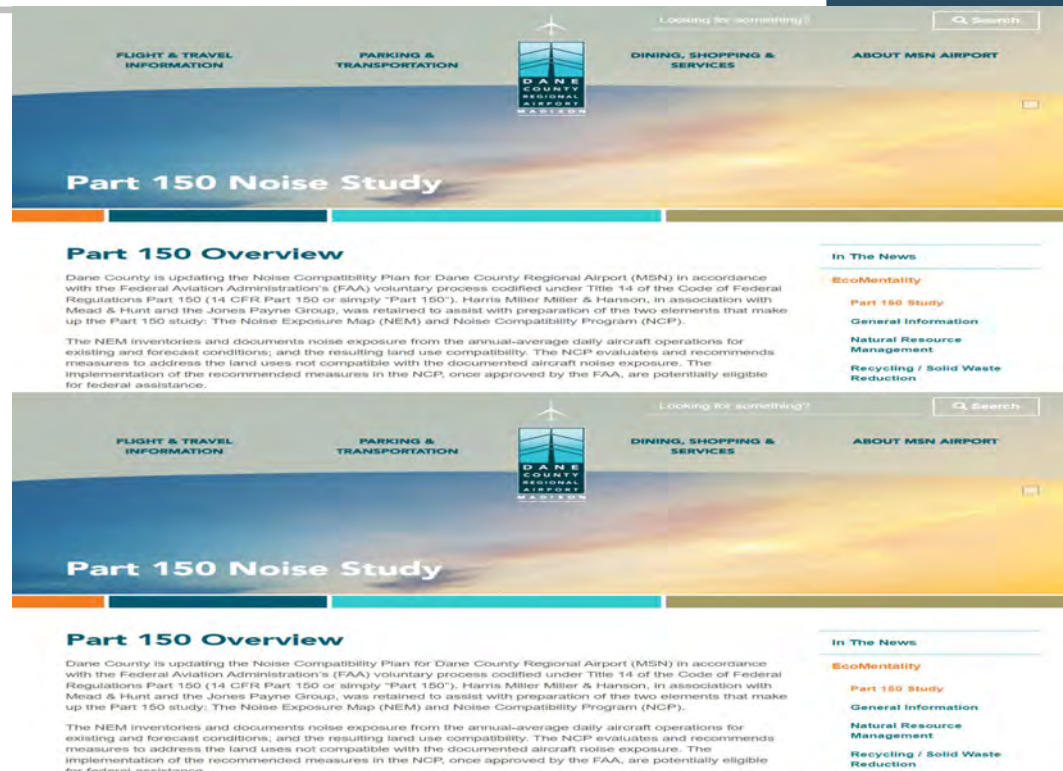 Looking for something?
Search
FLIGHT & TRAVEL
INFORMATION
PARKING &
TRANSPORTATION
DANE
COUNTY
REGIONAL
AIRPORT
MADISON
DINING, SHOPPING &
SERVICES
ABOUT MSN AIRPORT
Part 150 Noise Study
Part 150 Overview
Dane County is updating the Noise Compatibility Plan for Dane County Regional Airport (MSN) in accordance
with the Federal Aviation Administration's (FAA) voluntary process codified under Title 14 of the Code of Federal
Regulations Part 150 (14 CFR Part 150 or simply "Part 150"). Harris Miller Miller & Hanson, in association with
Mead & Hunt and the Jones Payne Group, was retained to assist with preparation of the two elements that make
up the Part 150 study: The Noise Exposure Map (NEM) and Noise Compatibility Program (NCP).
The NEM inventories and documents noise exposure from the annual-average daily aircraft operations for
existing and forecast conditions; and the resulting land use compatibility. The NCP evaluates and recommends
measures to address the land uses not compatible with the documented aircraft noise exposure. The
implementation of the recommended measures in the NCP, once approved by the FAA, are potentially eligible
for federal assistance.
In The News
EcoMentality
Part 150 Study
General Information
Natural Resource
Management
Recycling / Solid Waste
Reduction
Looking for something?
Search
FLIGHT & TRAVEL
INFORMATION
PARKING &
TRANSPORTATION
DANE
COUNTY
REGIONAL
AIRPORT
MADISON
DINING, SHOPPING &
SERVICES
ABOUT MSN AIRPORT
Part 150 Noise Study
Part 150 Overview
Dane County is updating the Noise Compatibility Plan for Dane County Regional Airport (MSN) in accordance
with the Federal Aviation Administration's (FAA) voluntary process codified under Title 14 of the Code of Federal
Regulations Part 150 (14 CFR Part 150 or simply "Part 150"). Harris Miller Miller & Hanson, in association with
Mead & Hunt and the Jones Payne Group, was retained to assist with preparation of the two elements that make
up the Part 150 study: The Noise Exposure Map (NEM) and Noise Compatibility Program (NCP).
The NEM inventories and documents noise exposure from the annual-average daily aircraft operations for
existing and forecast conditions; and the resulting land use compatibility. The NCP evaluates and recommends
measures to address the land uses not compatible with the documented aircraft noise exposure. The
implementation of the recommended measures in the NCP, once approved by the FAA, are potentially eligible
for federal assistance.
In The News
EcoMentality
Part 150 Study
General Information
Natural Resource
Management
Recycling / Solid Waste
Reduction